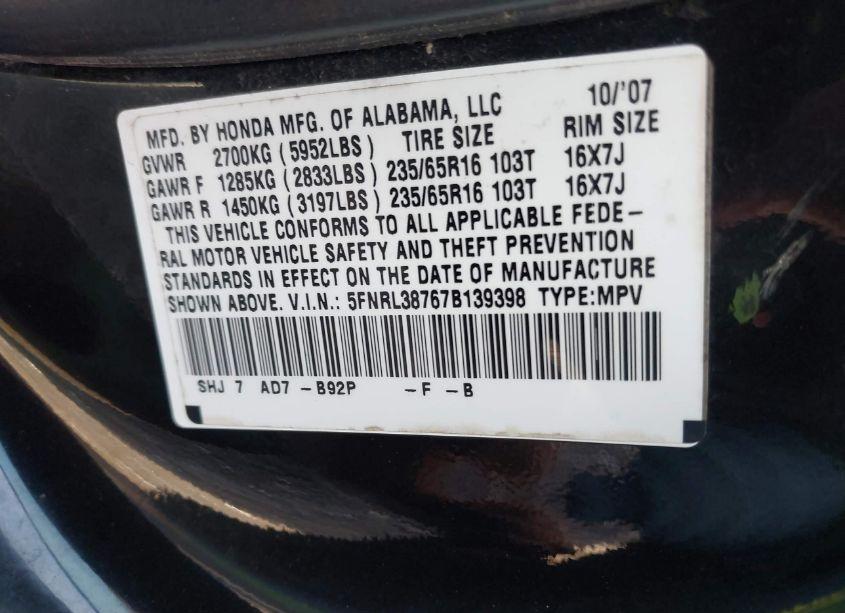 MFD. BY HONDA MFG. OF ALABAMA, LLC 10/'07
GVWR 2700KG (5952LBS) TIRE SIZE RIM SIZE
GAWR F 1285KG (2833LBS) 235/65R16 103T 16X7J
GAWR R 1450KG (3197LBS) 235/65R16 103T 16X7J
THIS VEHICLE CONFORMS TO ALL APPLICABLE FEDE-
RAL MOTOR VEHICLE SAFETY AND THEFT PREVENTION
STANDARDS IN EFFECT ON THE DATE OF MANUFACTURE
SHOWN ABOVE. V.I.N.: 5FNRL38767B139398 TYPE:MPV
SHJ 7 AD7 -B92P -F -B